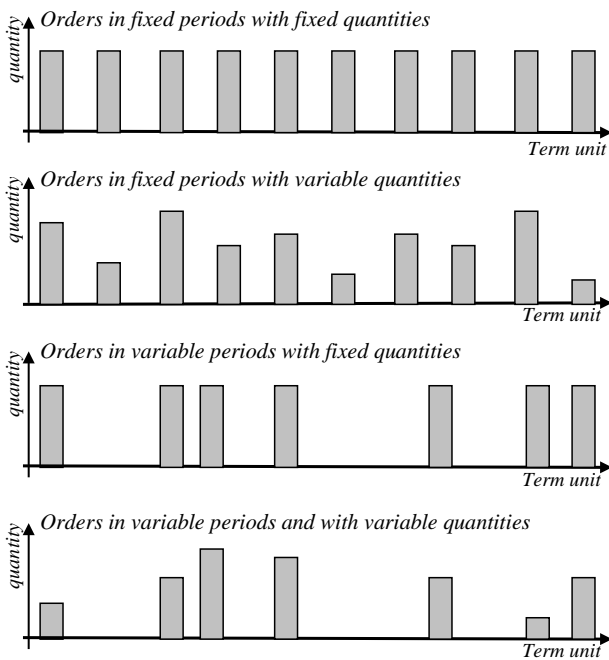 Orders in fixed periods with fixed quantities
quantity
Term unit
Orders in fixed periods with variable quantities
quantity
Term unit
Orders in variable periods with fixed quantities
quantity
Term unit
Orders in variable periods and with variable quantities
quantity
Term unit